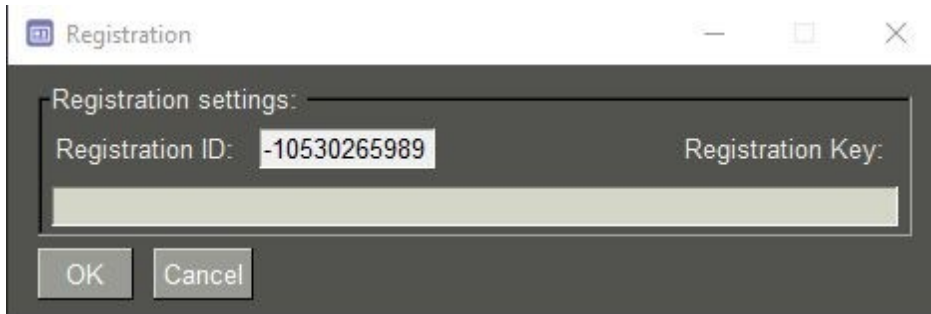 Registration
Registration settings:
Registration ID: -10530265989 Registration Key:
OK Cancel